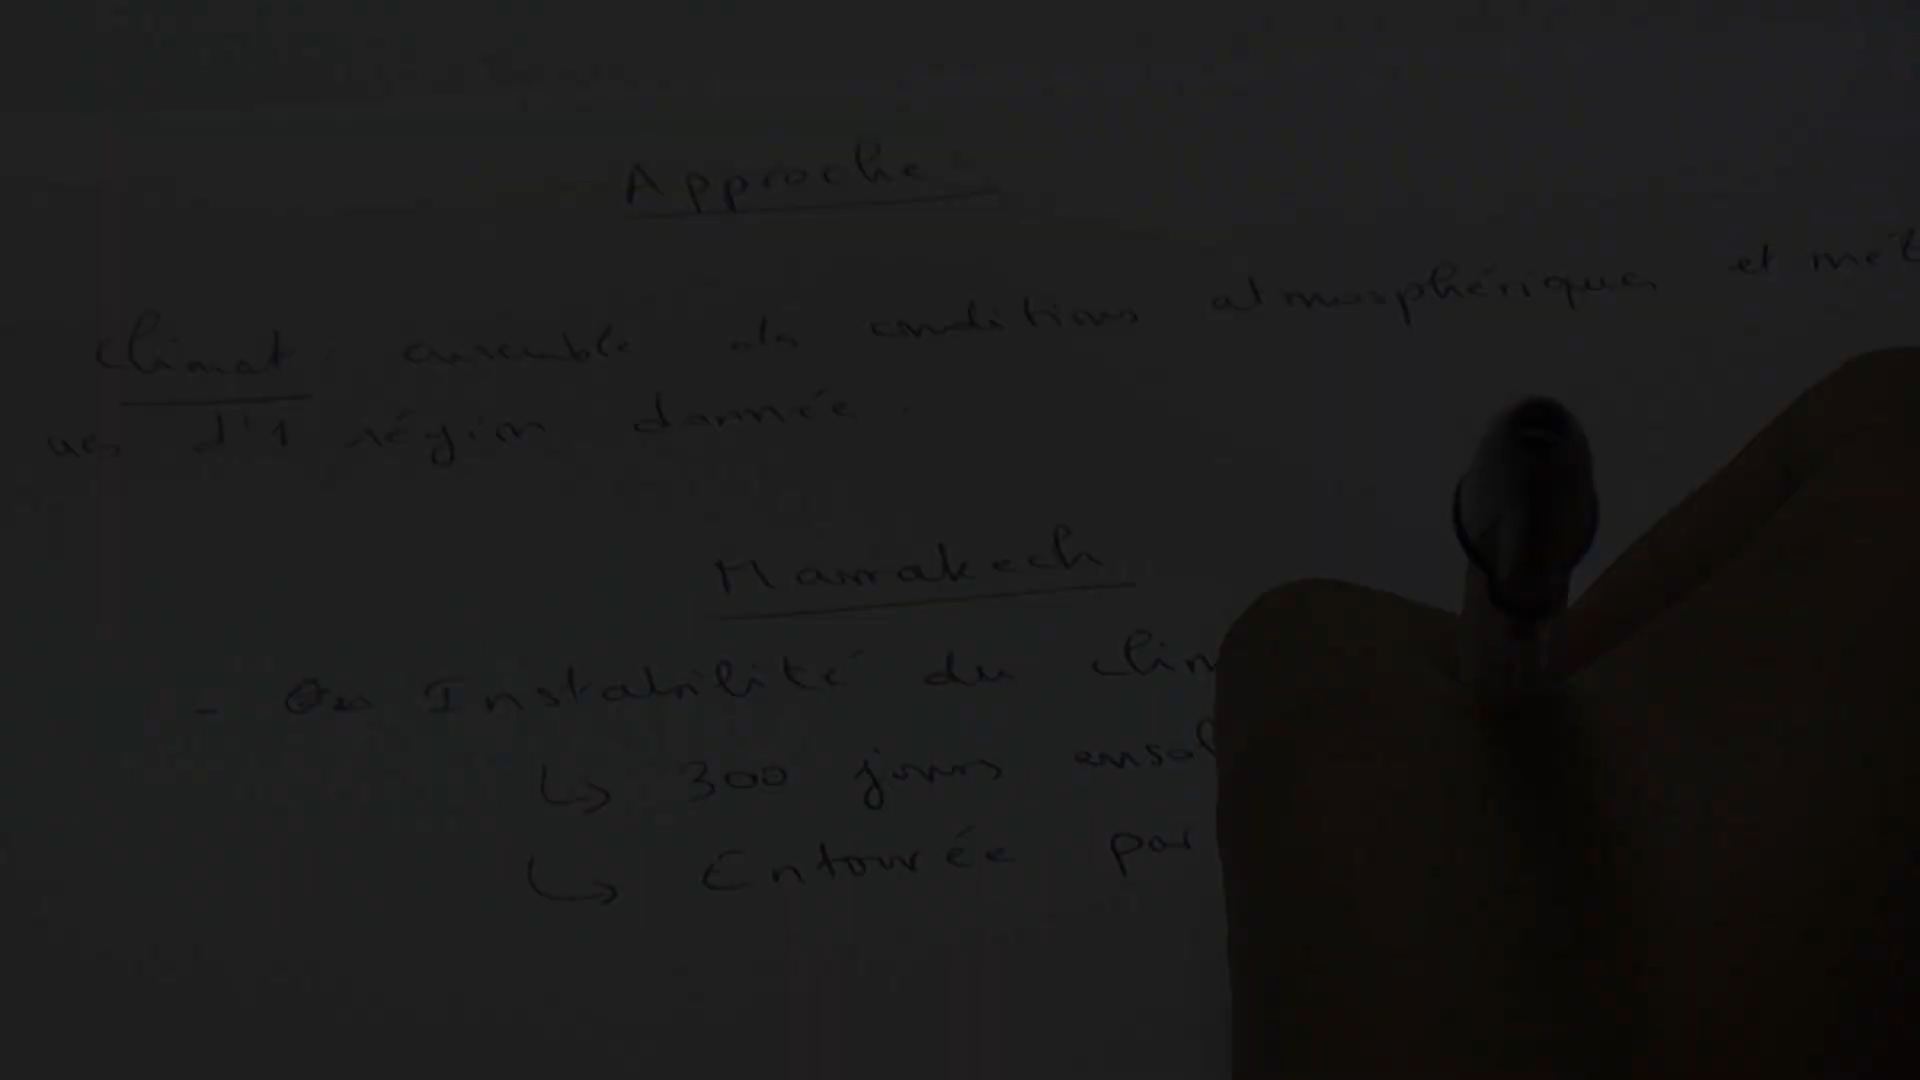 Approche
Climat ensemble ds conditions atmosphériques et mét
ues d'1 région donnée
Marrakech
- Instabilité du clim
↳ 300 jours ensol
↳ Entourée par